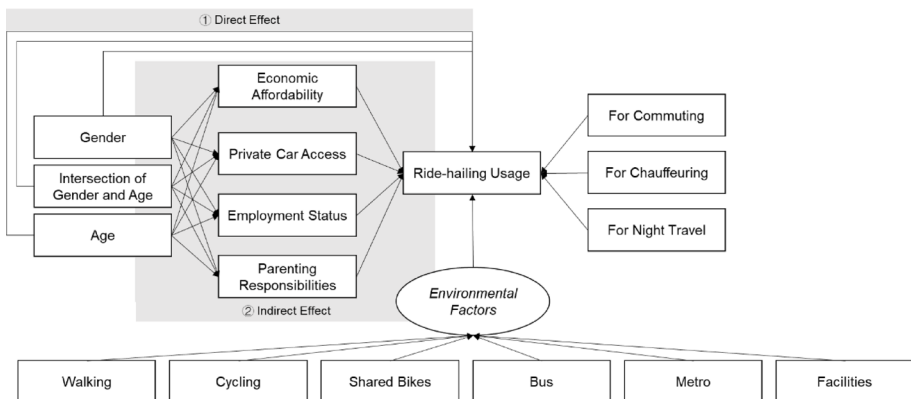 ① Direct Effect
Economic
Affordability
Gender
Private Car Access
Intersection of
Gender and Age
Employment Status
Age
Parenting
Responsibilities
② Indirect Effect
Ride-hailing Usage
For Commuting
For Chauffeuring
For Night Travel
Environmental
Factors
Walking
Cycling
Shared Bikes
Bus
Metro
Facilities